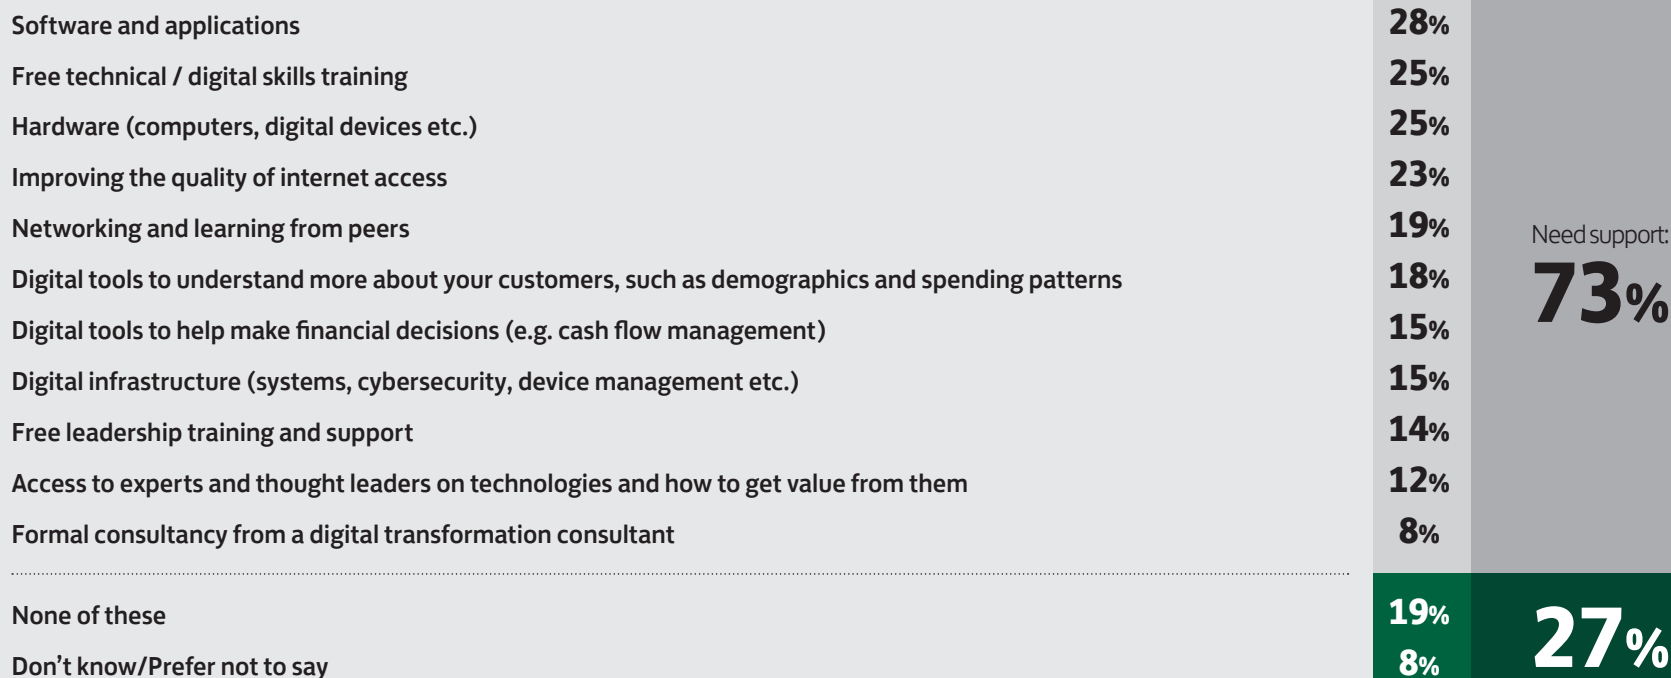 Software and applications 28%
Free technical / digital skills training 25%
Hardware (computers, digital devices etc.) 25%
Improving the quality of internet access 23%
Networking and learning from peers 19%
Need support:
73%
Digital tools to understand more about your customers, such as demographics and spending patterns 18%
Digital tools to help make financial decisions (e.g. cash flow management) 15%
Digital infrastructure (systems, cybersecurity, device management etc.) 15%
Free leadership training and support 14%
Access to experts and thought leaders on technologies and how to get value from them 12%
Formal consultancy from a digital transformation consultant 8%
None of these 19%
Don't know/Prefer not to say 8%
27%